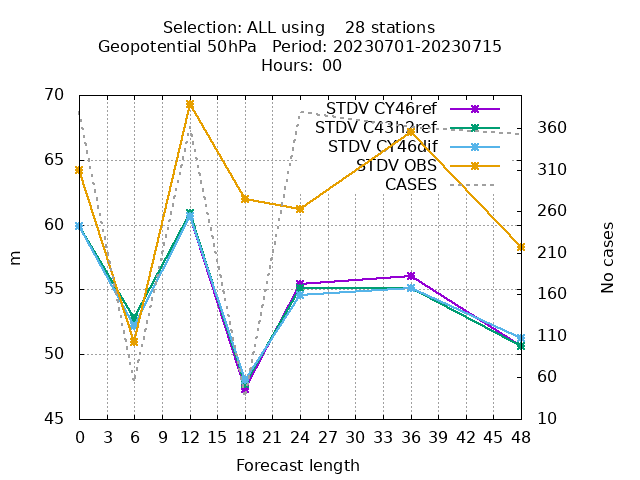 Selection: ALL using    28 stations
Geopotential 50hPa   Period: 20230701-20230715
Hours: 00
STDV CY46ref
STDV C43h2ref
STDV CY46dif
STDV OBS
CASES
70
65
60
55
50
45
m
360
310
260
210
160
110
60
10
No cases
0 3 6 9 12 15 18 21 24 27 30 33 36 39 42 45 48
Forecast length